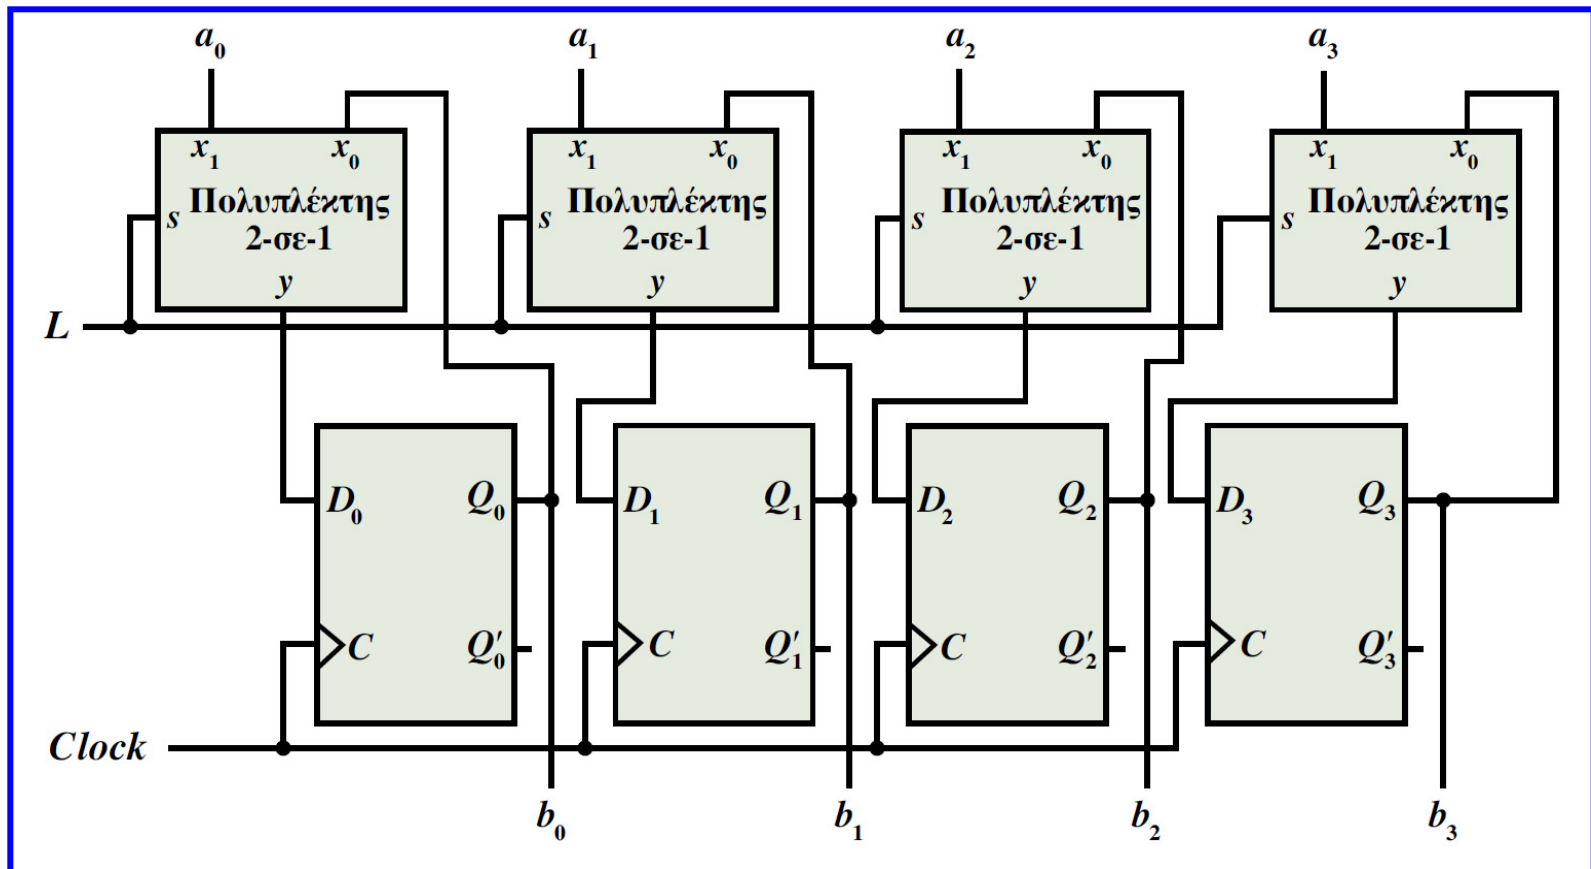 a0 a1 a2 a3
x1 x0 x1 x0 x1 x0 x1 x0
s Πολυπλέκτης s Πολυπλέκτης s Πολυπλέκτης s Πολυπλέκτης
2-σε-1 2-σε-1 2-σε-1 2-σε-1
y y y y
L
D0 Q0 D1 Q1 D2 Q2 D3 Q3
C Q′0 C Q′1 C Q′2 C Q′3
Clock
b0 b1 b2 b3